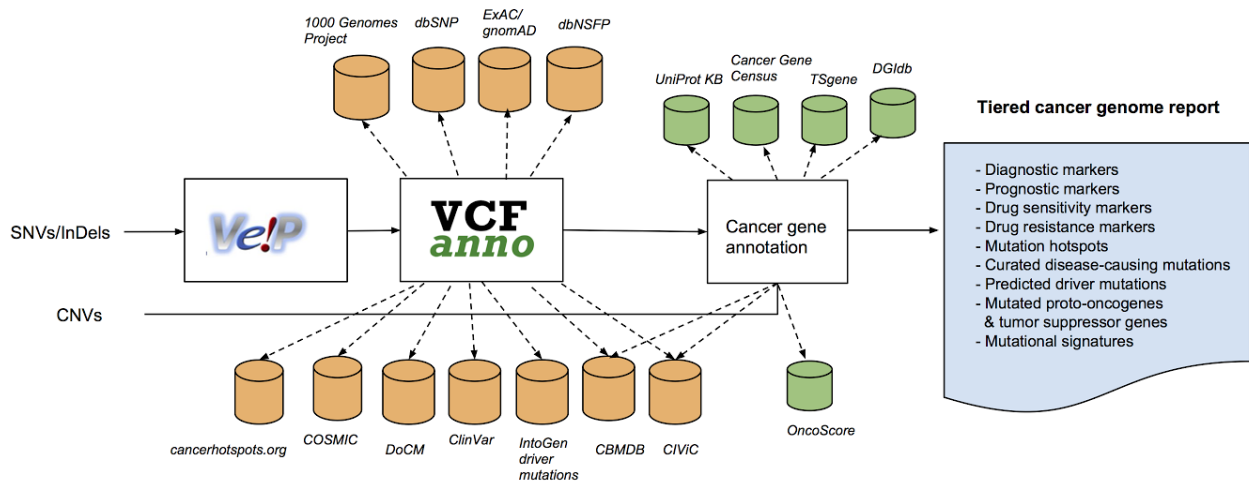 1000 Genomes
Project
dbSNP
ExAC/
gnomAD
dbNSFP
UniProt KB
Cancer Gene
Census
TSgene
DGIdb
Tiered cancer genome report
SNVs/InDels
Ve!P
VCF
anno
Cancer gene
annotation
- Diagnostic markers
- Prognostic markers
- Drug sensitivity markers
- Drug resistance markers
- Mutation hotspots
- Curated disease-causing mutations
- Predicted driver mutations
- Mutated proto-oncogenes
& tumor suppressor genes
- Mutational signatures
CNVs
cancerhotspots.org
COSMIC
DoCM
ClinVar
IntoGen
driver
mutations
CBMDB
CIViC
OncoScore